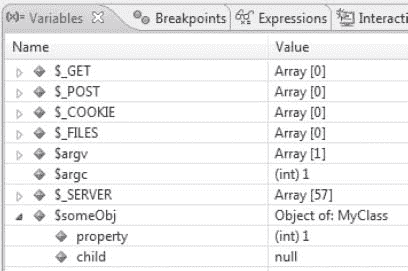 (x)= Variables Breakpoints Expressions Interacti
Name Value
$_GET Array [0]
$_POST Array [0]
$_COOKIE Array [0]
$_FILES Array [0]
$argv Array [1]
$argc (int) 1
$_SERVER Array [57]
$someObj Object of: MyClass
property (int) 1
child null